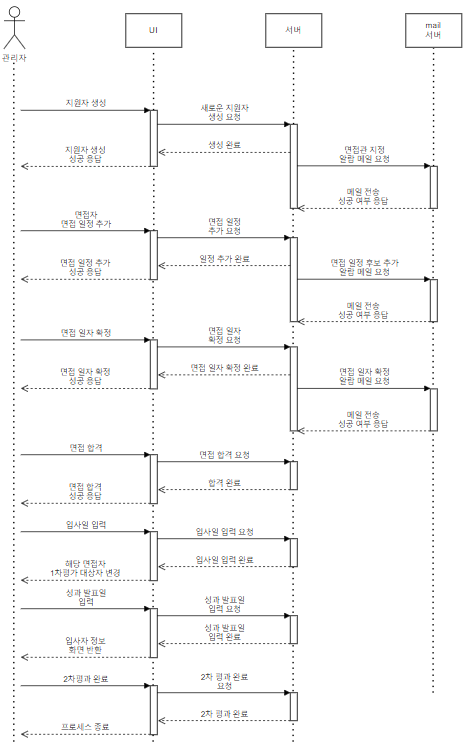 관리자
UI
서버
mail
서버
지원자 생성
새로운 지원자
생성 요청
생성 완료
지원자 생성
성공 응답
면접관 지정
알람 메일 요청
메일 전송
성공 여부 응답
면접자
면접 일정 추가
면접 일정
추가 요청
일정 추가 완료
면접 일정 추가
성공 응답
면접 일정 후보 추가
알람 메일 요청
메일 전송
성공 여부 응답
면접 일자 확정
면접 일자
확정 요청
면접 일자 확정 완료
면접 일자 확정
성공 응답
면접 일자 확정
알람 메일 요청
메일 전송
성공 여부 응답
면접 합격
면접 합격 요청
합격 완료
면접 합격
성공 응답
입사일 입력
입사일 입력 요청
입사일 입력 완료
해당 면접자
1차평가 대상자 변경
성과 발표일
입력
성과 발표일
입력 요청
성과 발표일
입력 완료
입사자 정보
화면 반환
2차평과 완료
2차 평과 완료
요청
2차 평과 완료
프로세스 종료